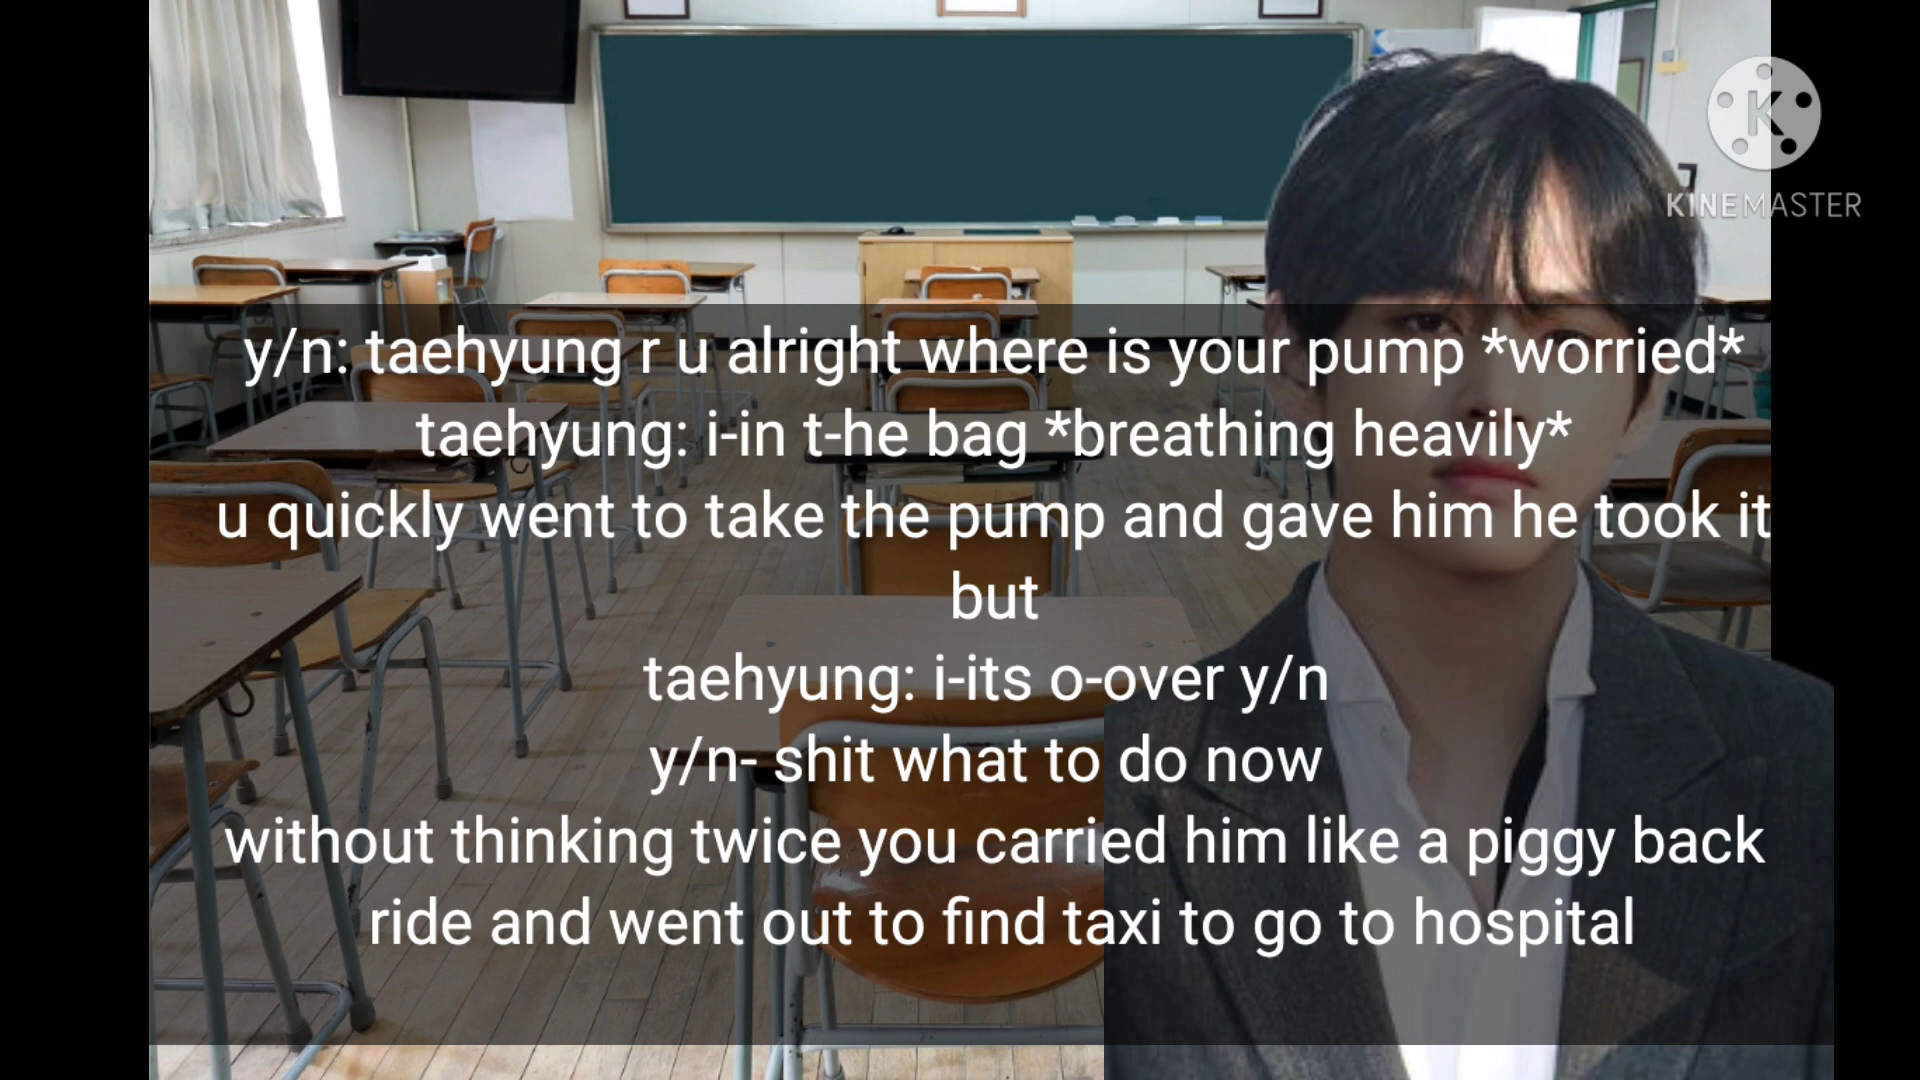 KINEMASTER
y/n: taehyung r u alright where is your pump *worried*
taehyung: i-in t-he bag *breathing heavily*
u quickly went to take the pump and gave him he took it
but
taehyung: i-its o-over y/n
y/n- shit what to do now
without thinking twice you carried him like a piggy back
ride and went out to find taxi to go to hospital